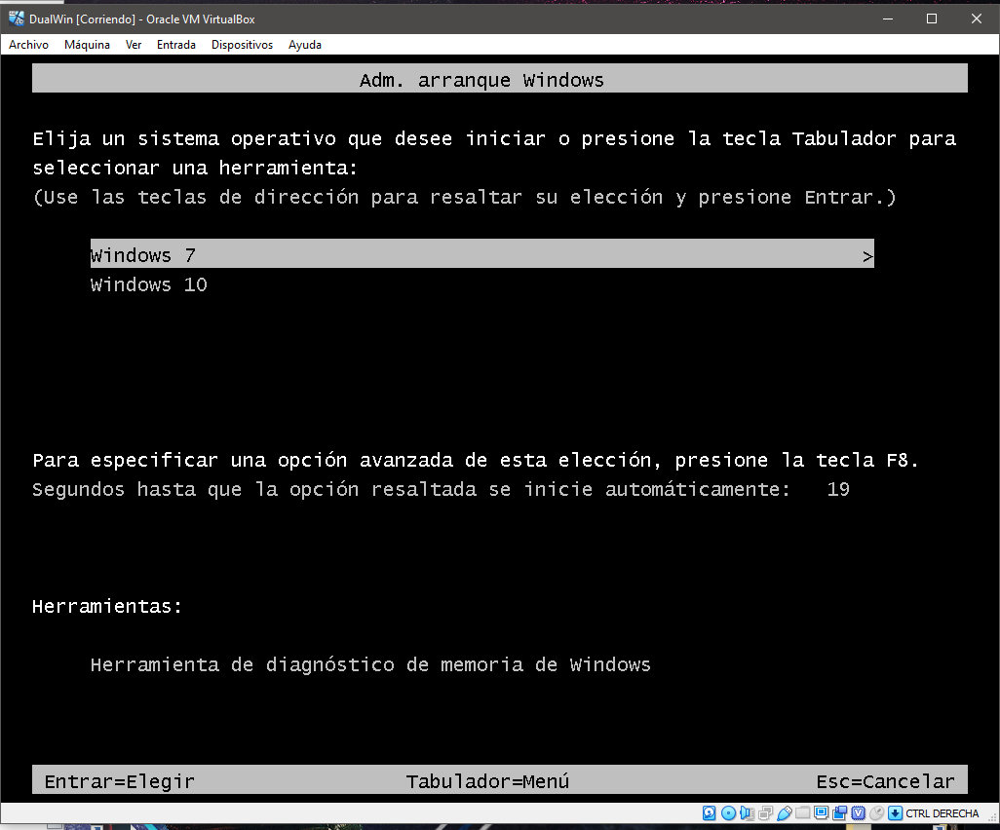 DualWin [Corriendo] - Oracle VM VirtualBox
Archivo Máquina Ver Entrada Dispositivos Ayuda
Adm. arranque Windows
Elija un sistema operativo que desee iniciar o presione la tecla Tabulador para
seleccionar una herramienta:
(Use las teclas de dirección para resaltar su elección y presione Entrar.)
Windows 7 >
Windows 10
Para especificar una opción avanzada de esta elección, presione la tecla F8.
Segundos hasta que la opción resaltada se inicie automáticamente: 19
Herramientas:
Herramienta de diagnóstico de memoria de Windows
Entrar=Elegir Tabulador=Menú Esc=Cancelar
CTRL DERECHA